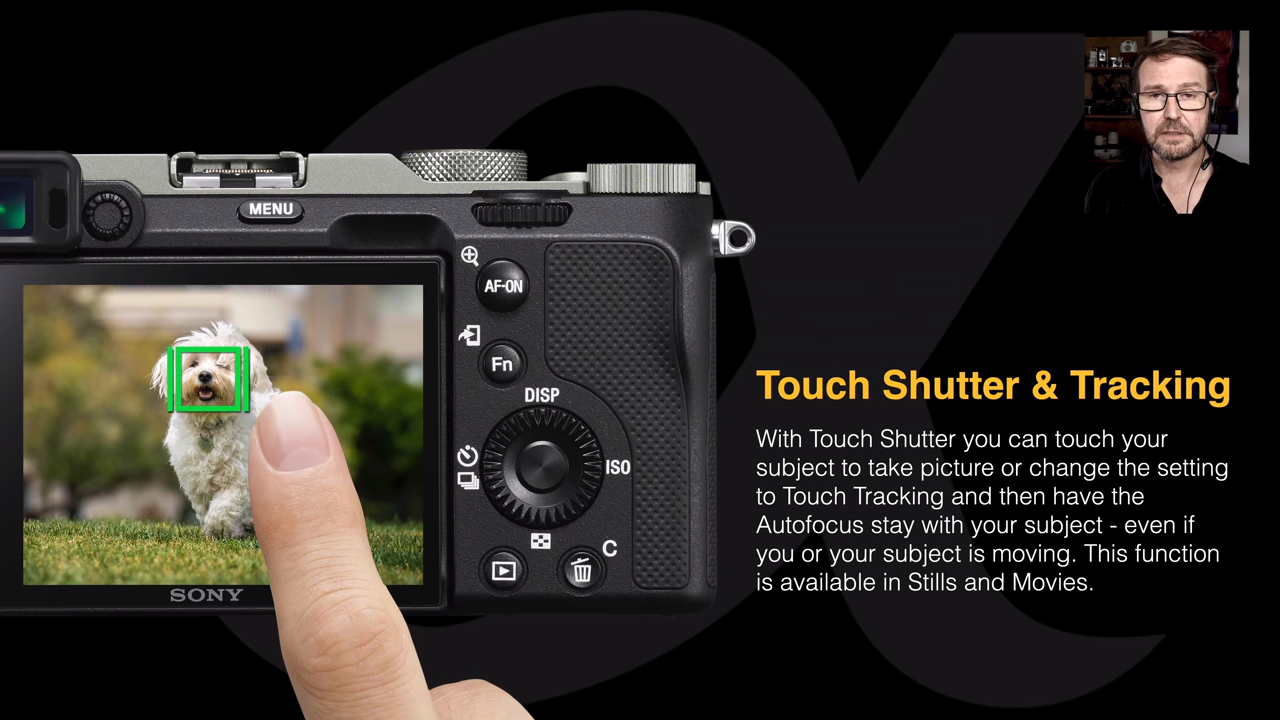 MENU
AF-ON
Fn
DISP
ISO
C
SONY
Touch Shutter & Tracking
With Touch Shutter you can touch your
subject to take picture or change the setting
to Touch Tracking and then have the
Autofocus stay with your subject - even if
you or your subject is moving. This function
is available in Stills and Movies.